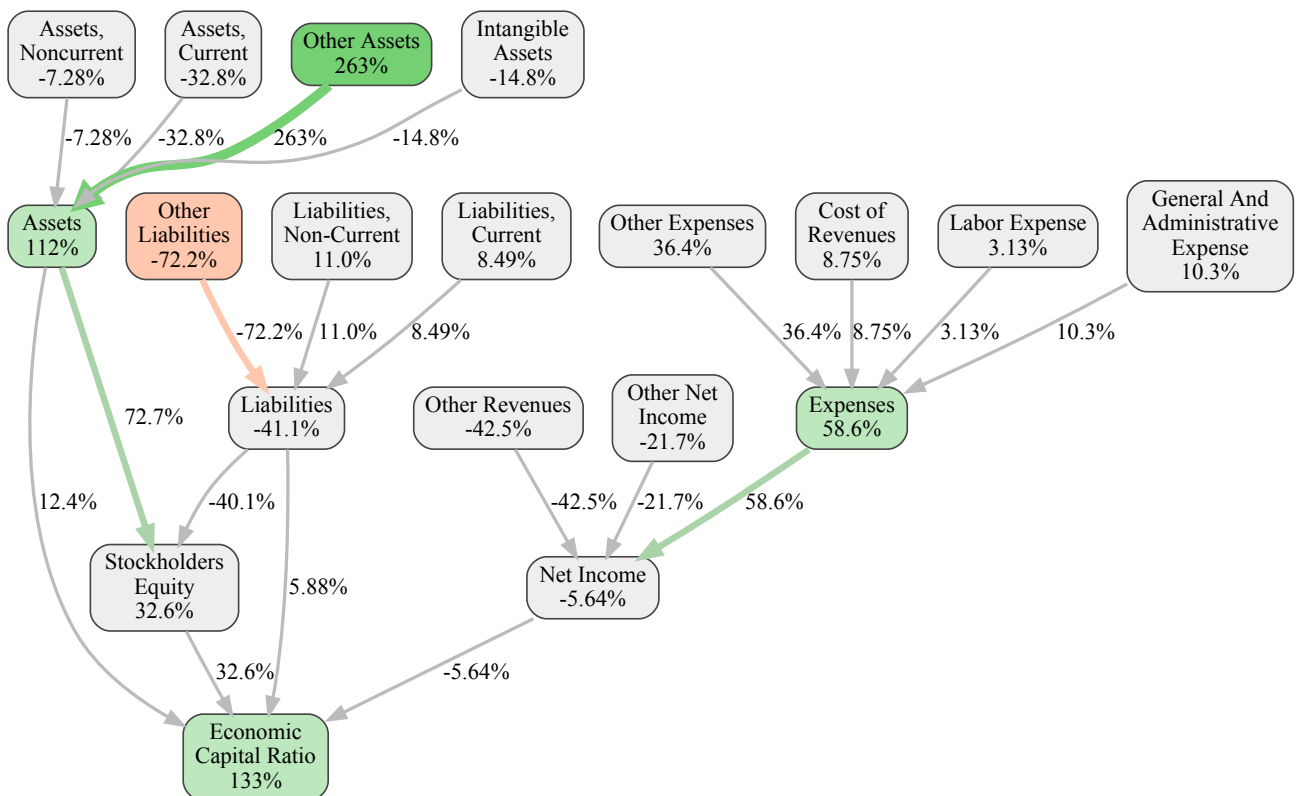 Assets,
Noncurrent
-7.28%
Assets,
Current
-32.8%
Other Assets
263%
Intangible
Assets
-14.8%
-7.28%
-32.8%
263%
-14.8%
Assets
112%
Other
Liabilities
-72.2%
Liabilities,
Non-Current
11.0%
Liabilities,
Current
8.49%
Other Expenses
36.4%
Cost of
Revenues
8.75%
Labor Expense
3.13%
General And
Administrative
Expense
10.3%
-72.2%
11.0%
8.49%
36.4%
8.75%
3.13%
10.3%
72.7%
Liabilities
-41.1%
Other Revenues
-42.5%
Other Net
Income
-21.7%
Expenses
58.6%
12.4%
-40.1%
-42.5%
-21.7%
58.6%
Stockholders
Equity
32.6%
5.88%
Net Income
-5.64%
32.6%
-5.64%
Economic
Capital Ratio
133%